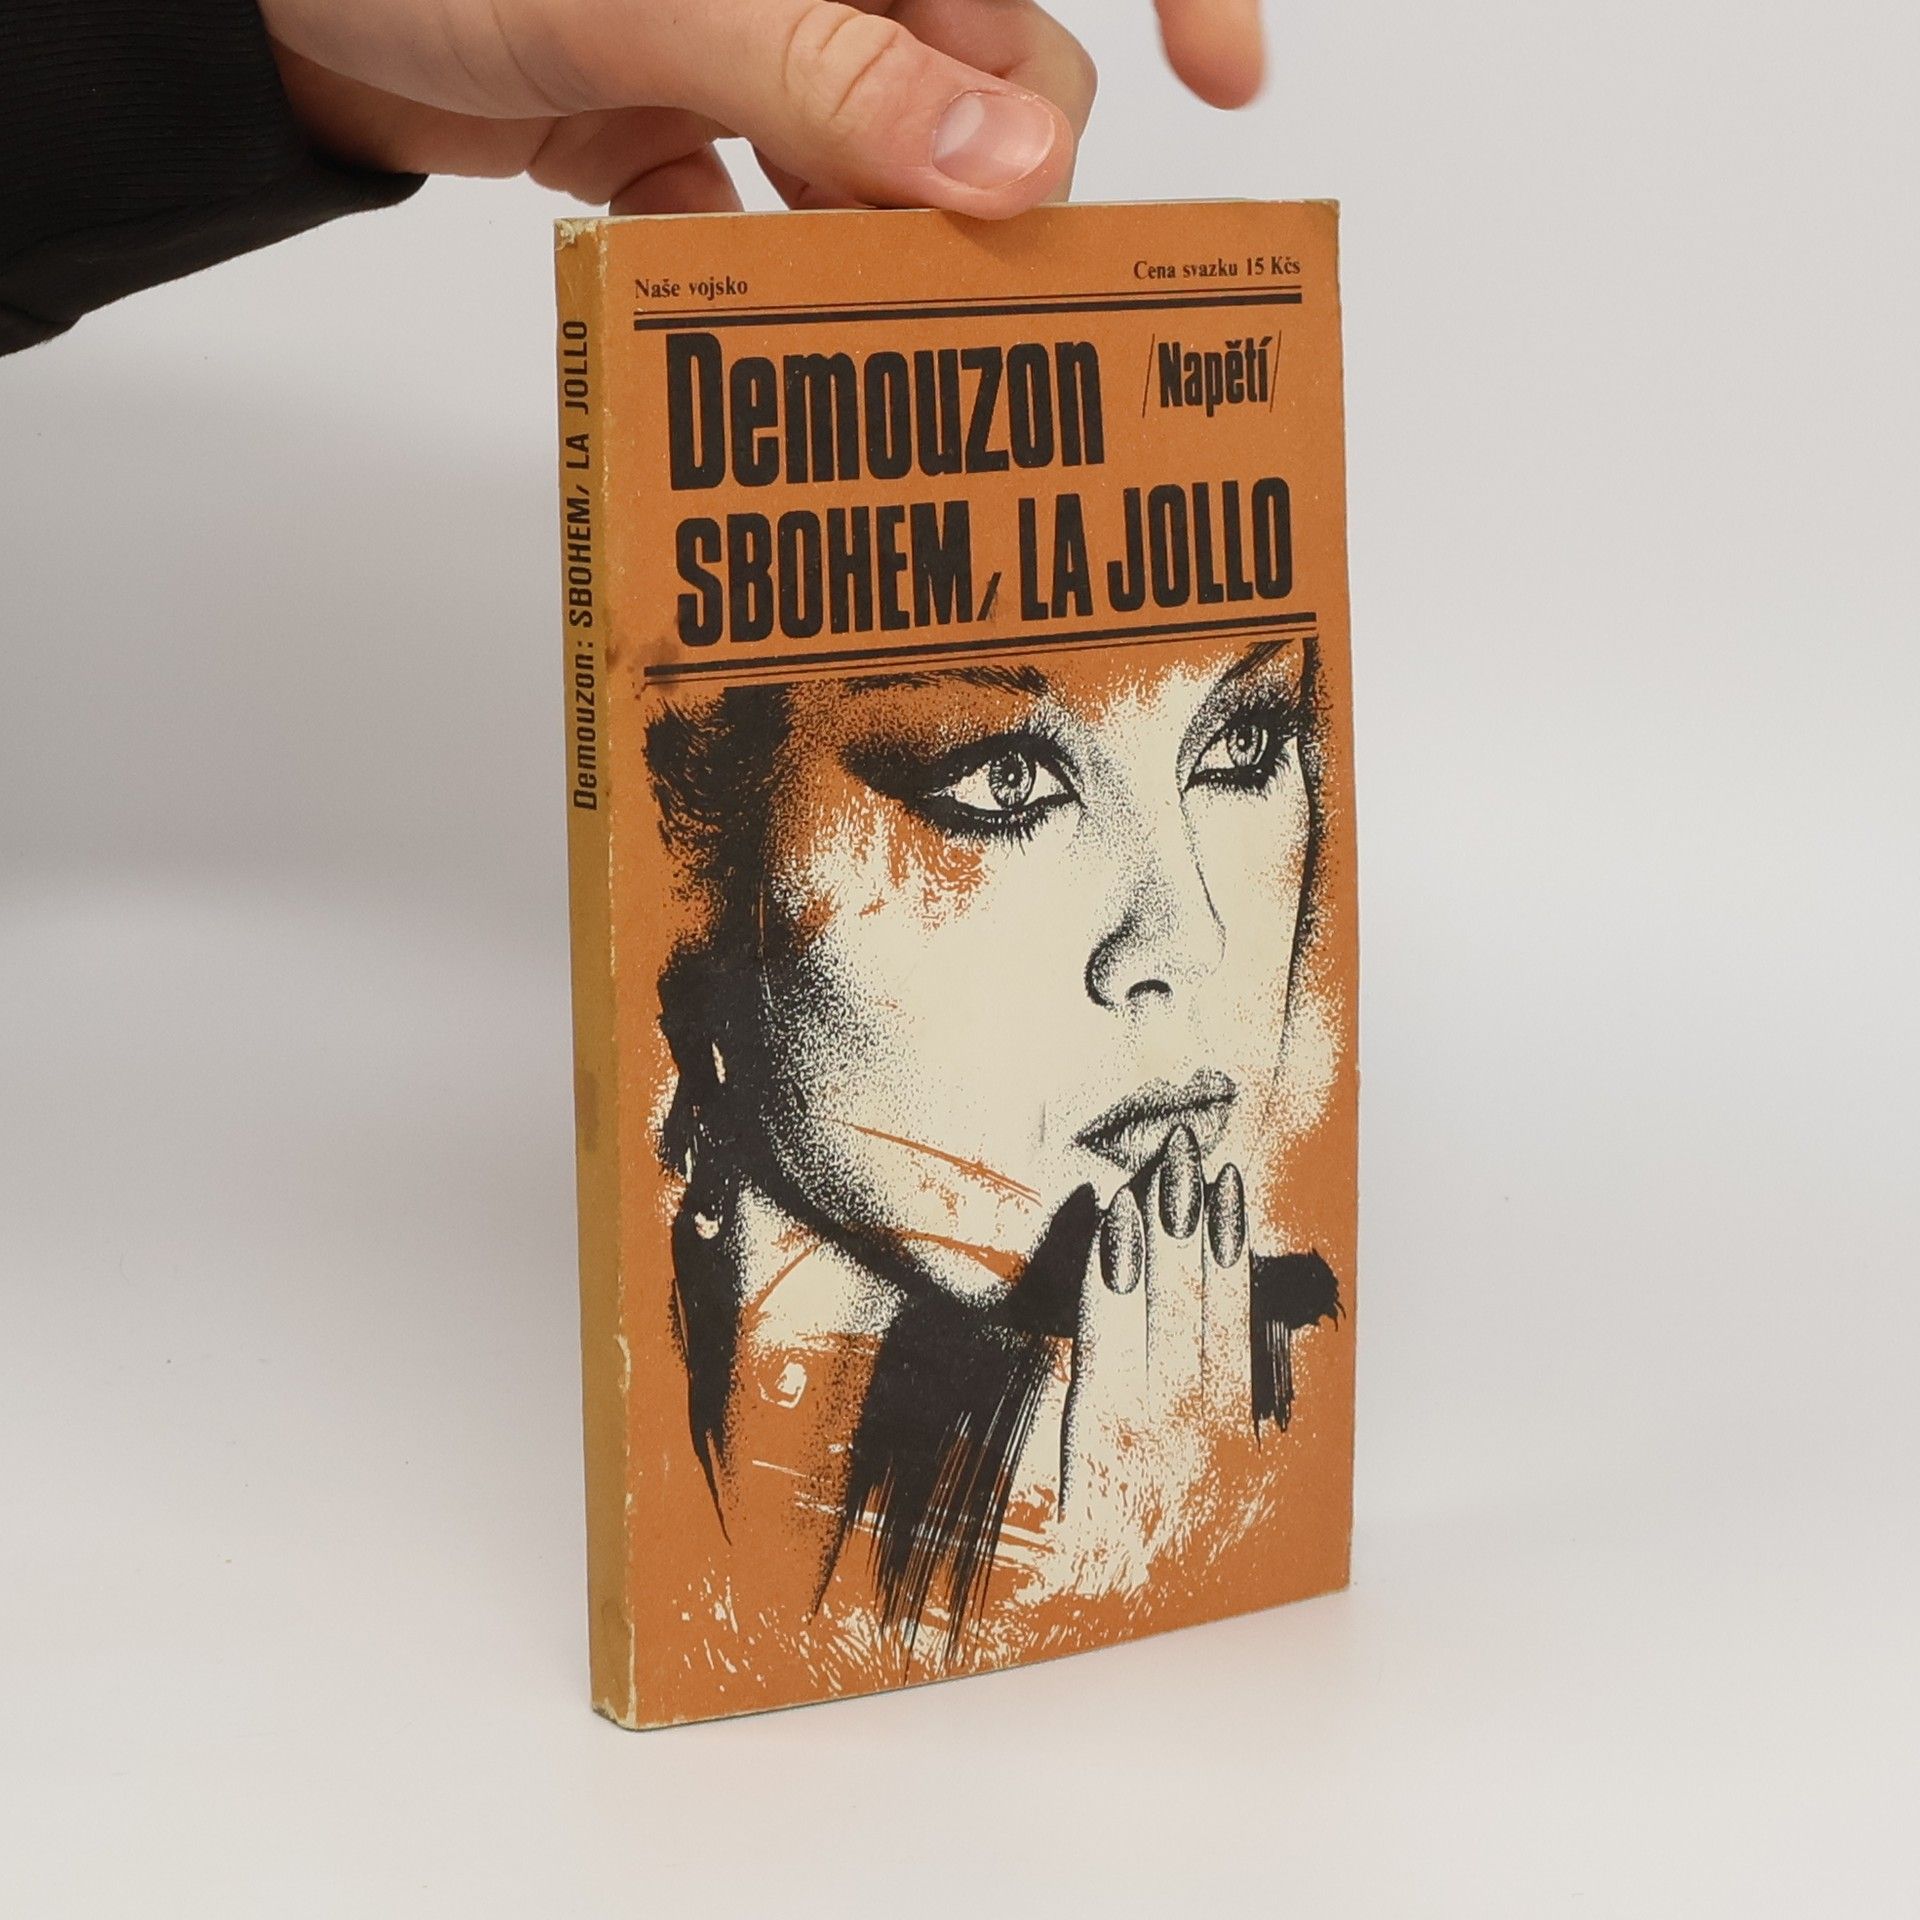 Naše vojsko
Cena svazku 15 Kčs
Demouzon
/Napětí/
SBOHEM, LA JOLLO
Demouzon: SBOHEM, LA JOLLO